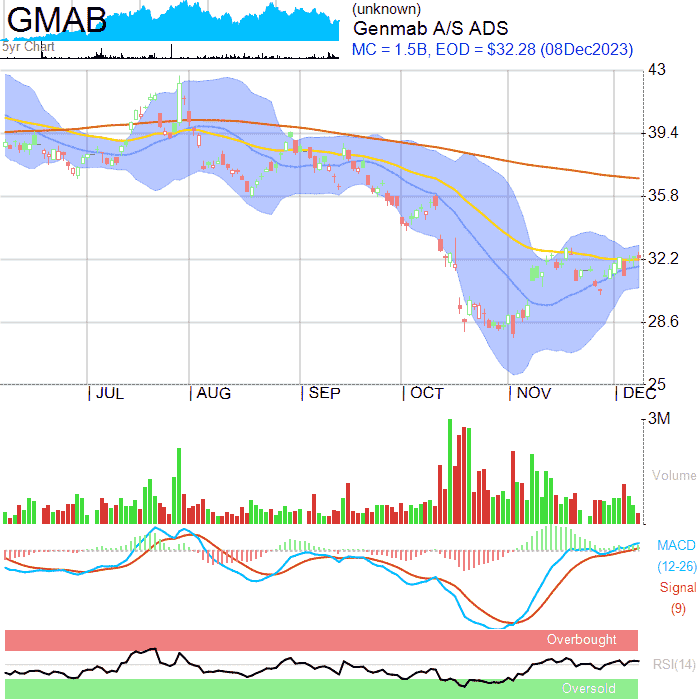 GMAB
(unknown)
Genmab A/S ADS
5yr Chart
MC = 1.5B, EOD = $32.28 (08Dec2023)
43
39.4
35.8
32.2
28.6
25
JUL AUG SEP OCT NOV DEC
3M
Volume
MACD
(12-26)
Signal
(9)
Overbought
RSI(14)
Oversold